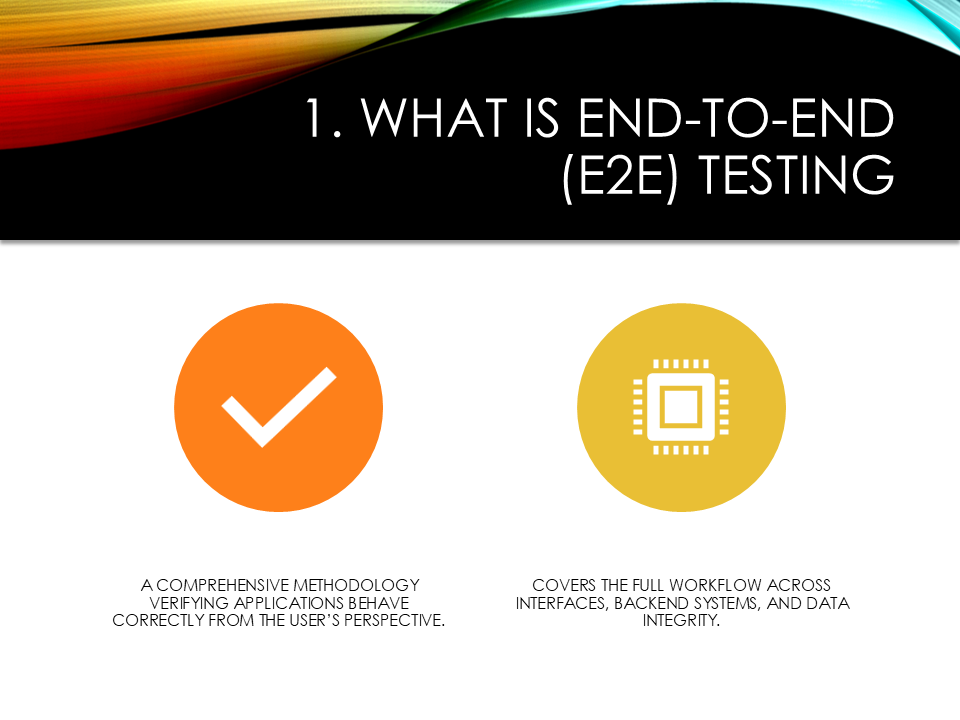 1. WHAT IS END-TO-END
(E2E) TESTING
A COMPREHENSIVE METHODOLOGY
VERIFYING APPLICATIONS BEHAVE
CORRECTLY FROM THE USER’S PERSPECTIVE.
COVERS THE FULL WORKFLOW ACROSS
INTERFACES, BACKEND SYSTEMS, AND DATA
INTEGRITY.